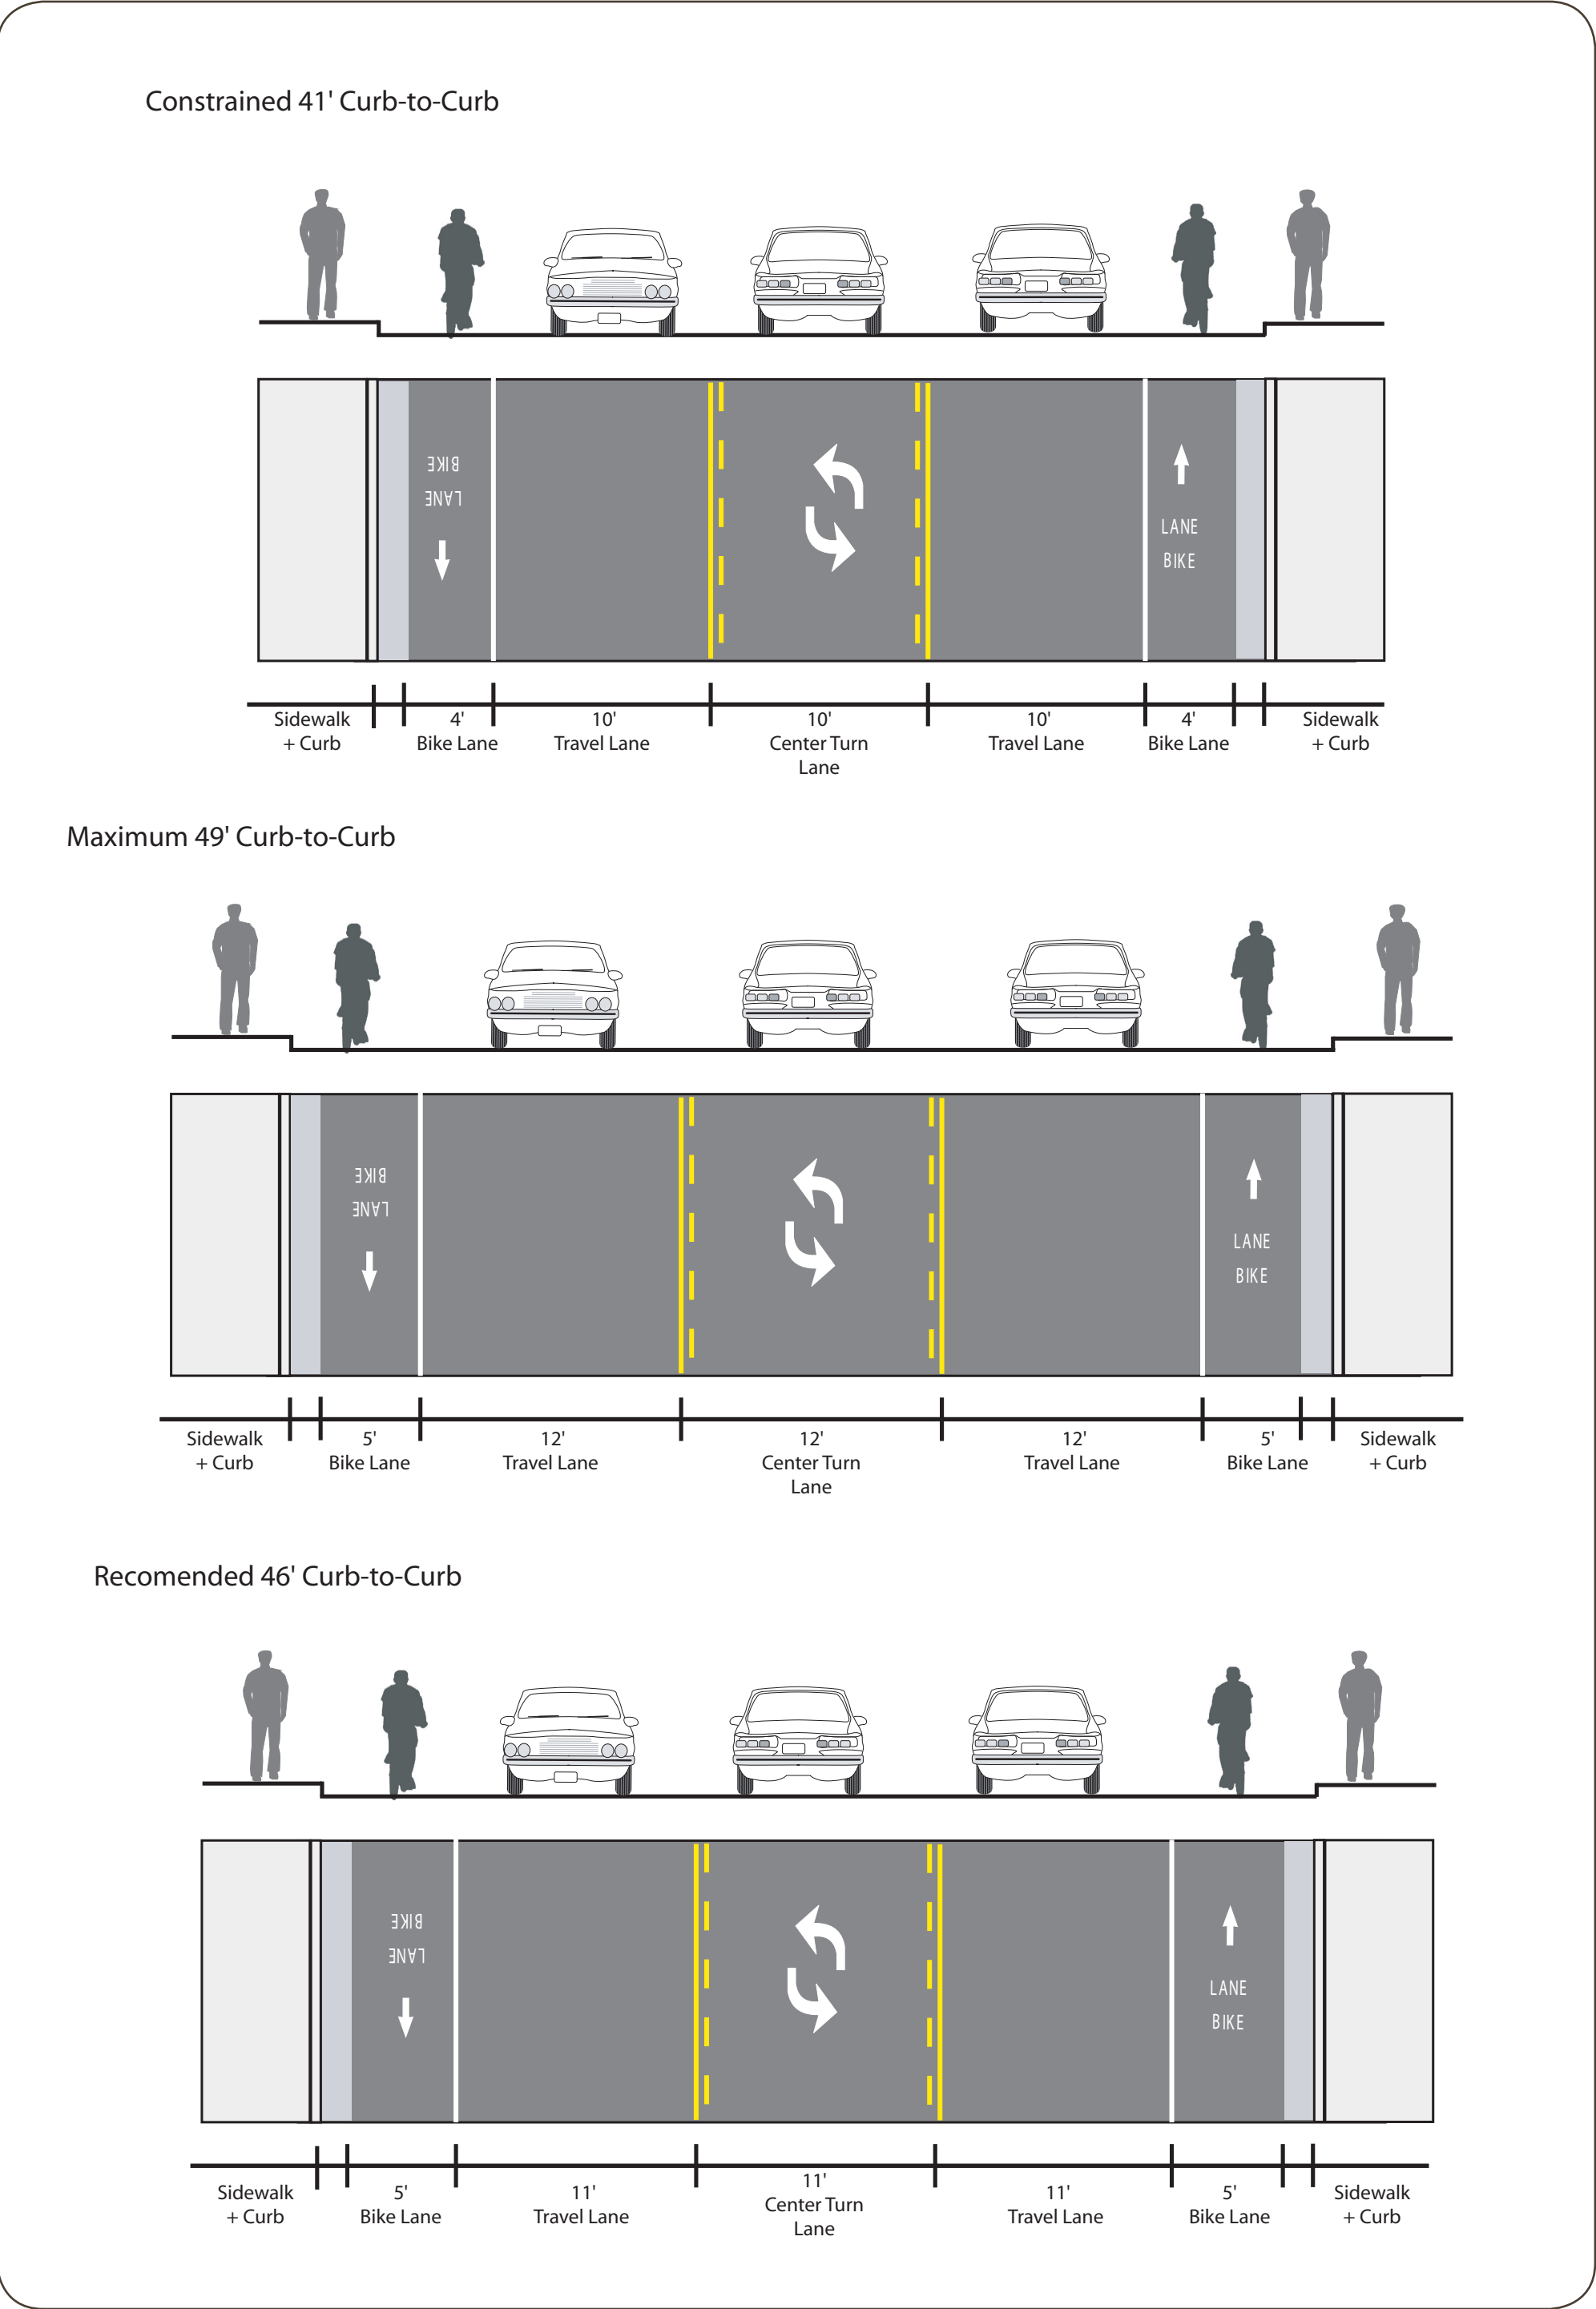 Constrained 41' Curb-to-Curb
BIKE
LANE
LANE
BIKE
Sidewalk
+ Curb
4'
Bike Lane
10'
Travel Lane
10'
Center Turn
Lane
10'
Travel Lane
4'
Bike Lane
Sidewalk
+ Curb
Maximum 49' Curb-to-Curb
BIKE
LANE
LANE
BIKE
Sidewalk
+ Curb
5'
Bike Lane
12'
Travel Lane
12'
Center Turn
Lane
12'
Travel Lane
5'
Bike Lane
Sidewalk
+ Curb
Recomended 46' Curb-to-Curb
BIKE
LANE
LANE
BIKE
Sidewalk
+ Curb
5'
Bike Lane
11'
Travel Lane
11'
Center Turn
Lane
11'
Travel Lane
5'
Bike Lane
Sidewalk
+ Curb